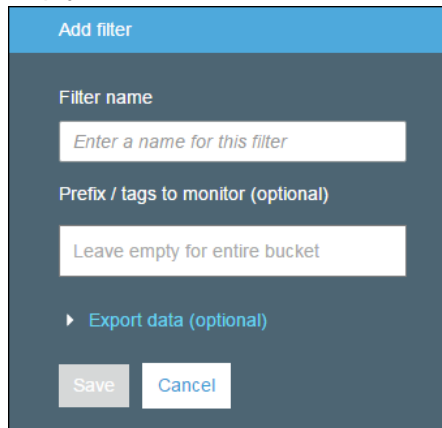 Add filter
Filter name
Enter a name for this filter
Prefix / tags to monitor (optional)
Leave empty for entire bucket
Export data (optional)
Save Cancel